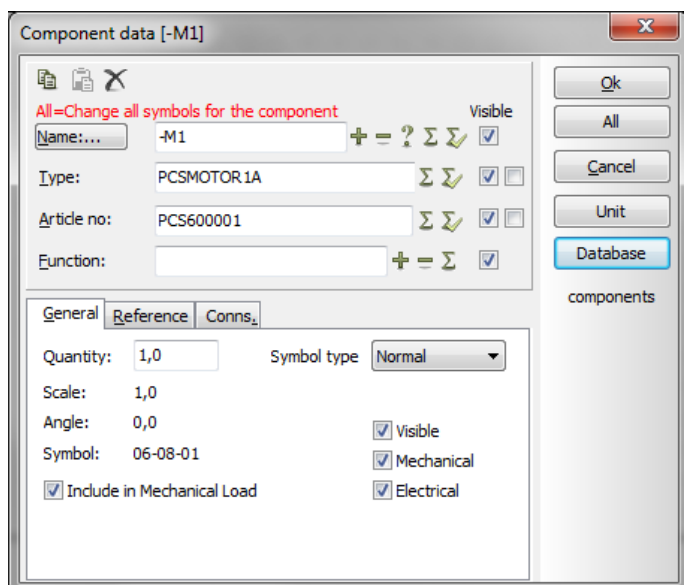 Component data [-M1]
All=Change all symbols for the component
Visible
Name:...
-M1
Type:
PCSMOTOR1A
Article no:
PCS600001
Function:
Ok
All
Cancel
Unit
Database
components
General Reference Conns.
Quantity: 1,0 Symbol type Normal
Scale: 1,0
Angle: 0,0
Symbol: 06-08-01
Visible
Mechanical
Include in Mechanical Load
Electrical